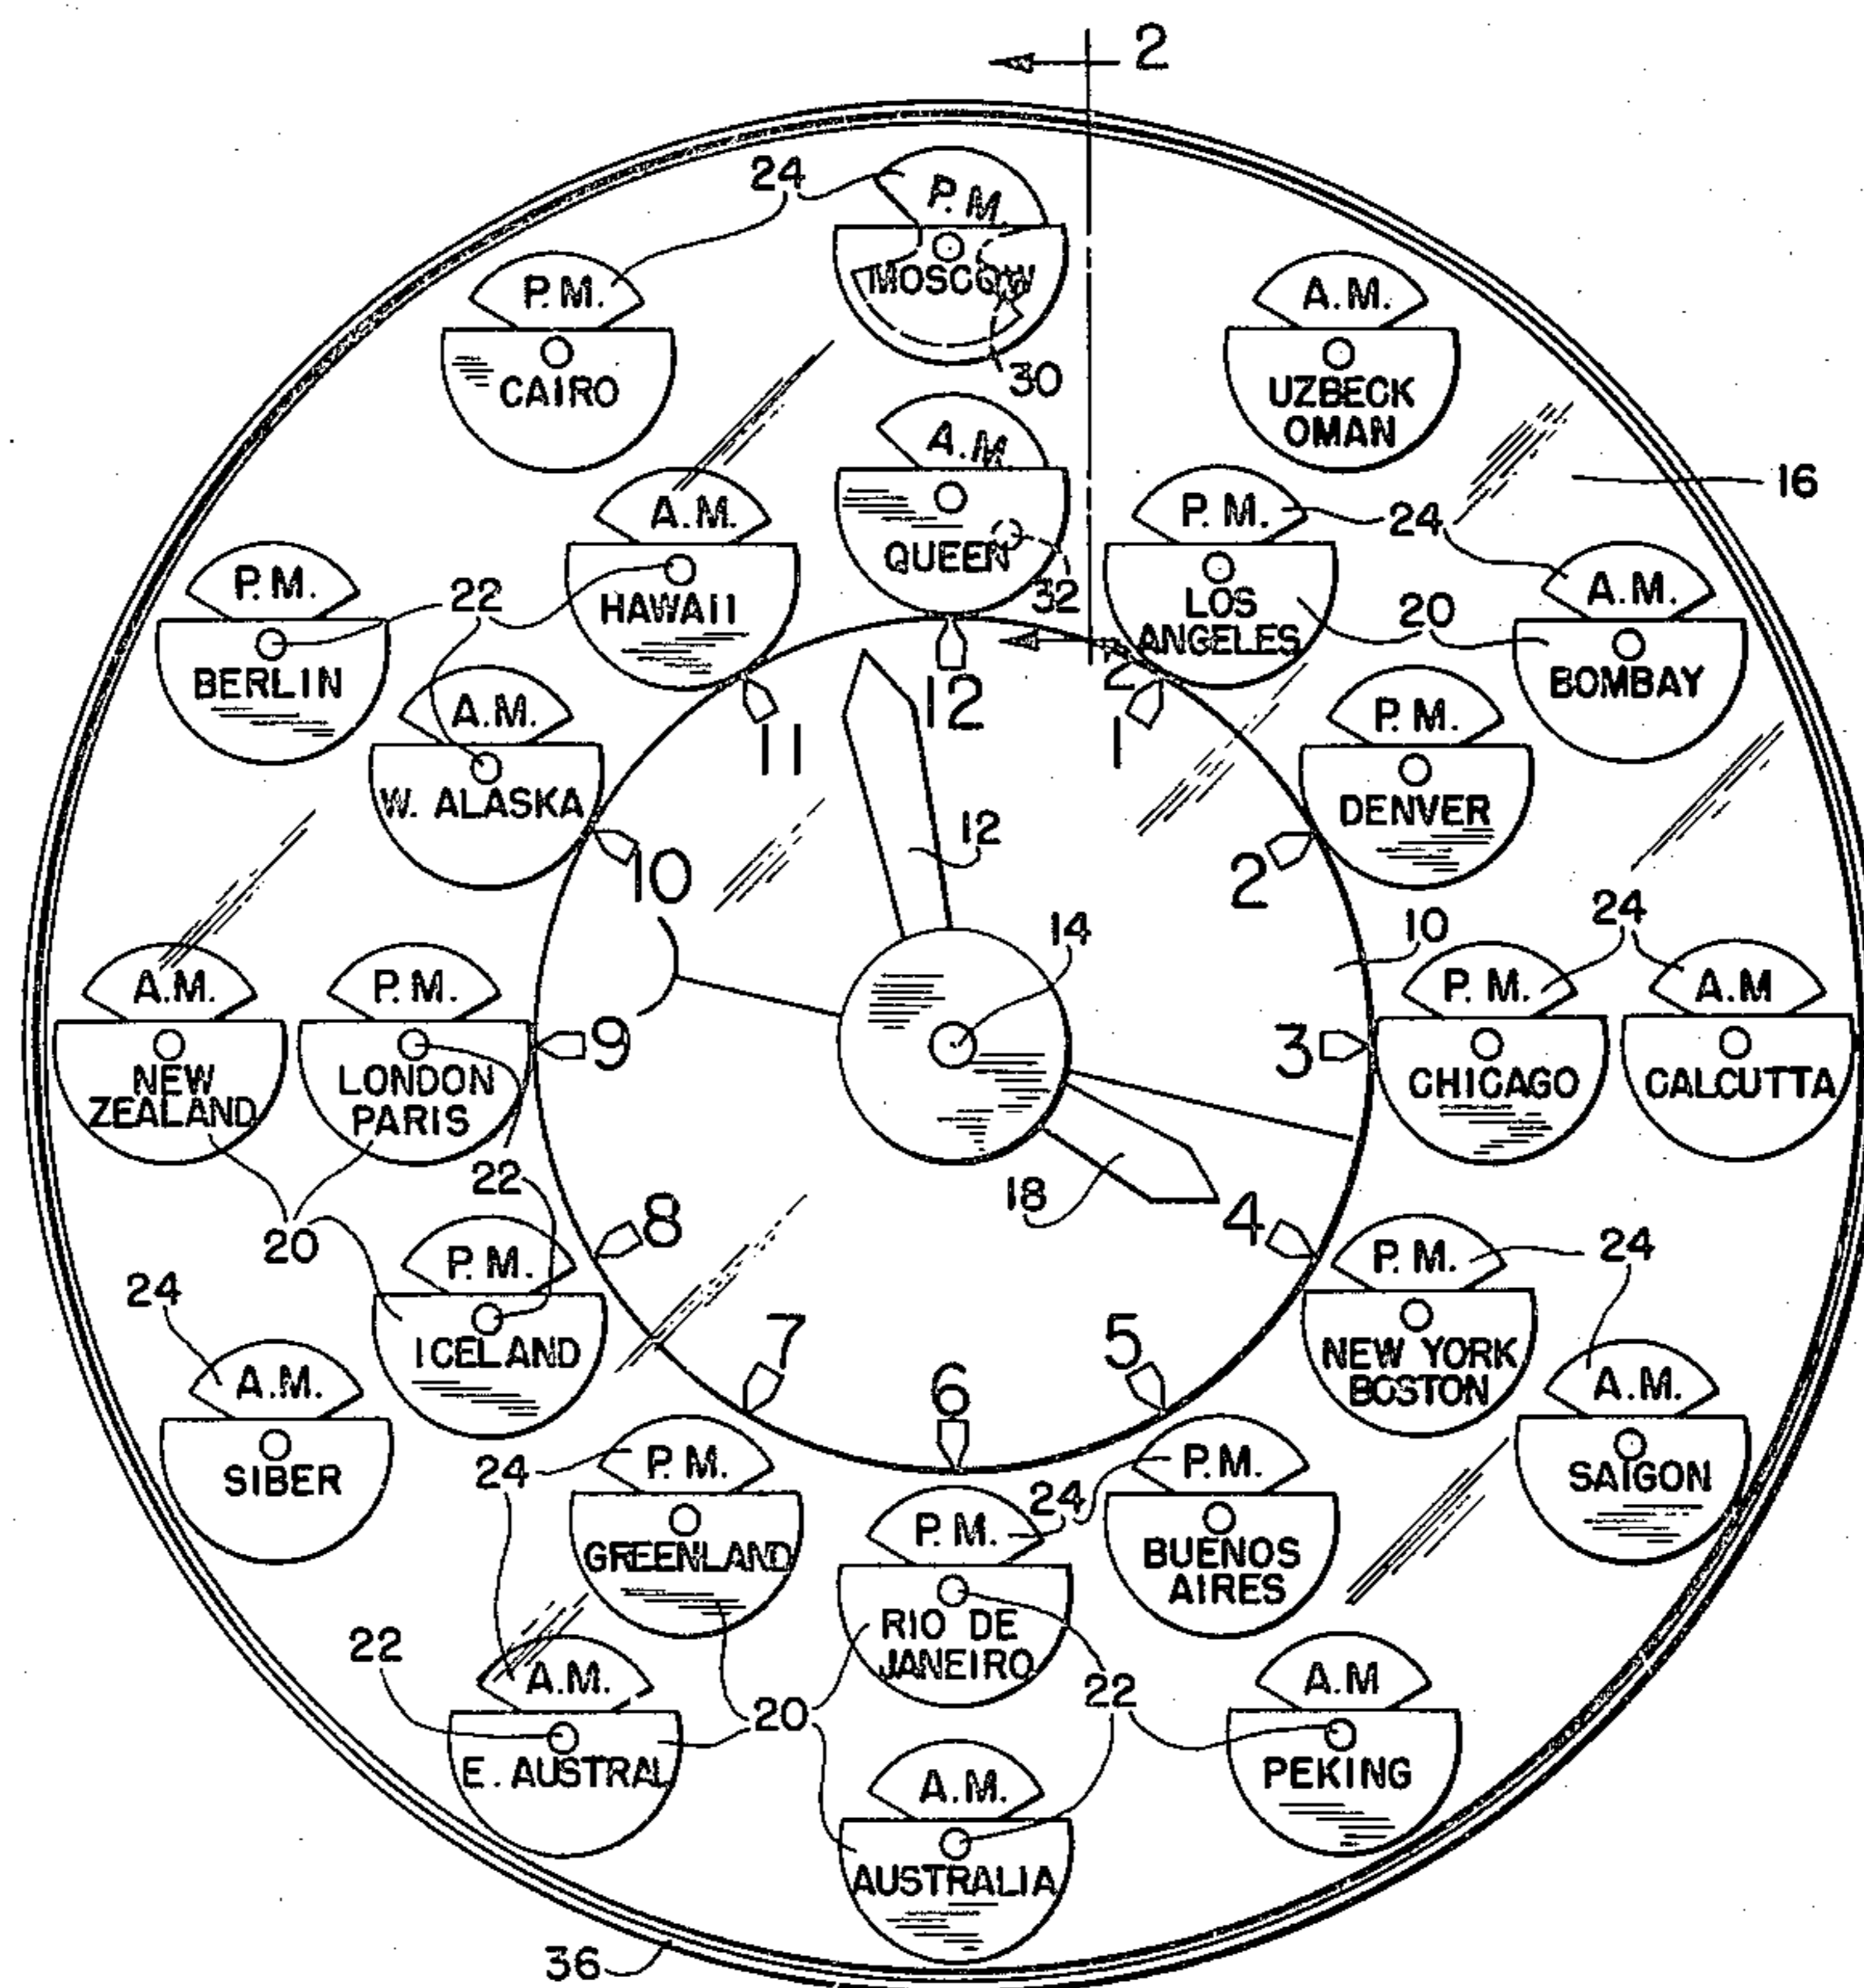 2
24
P.M.
MOSCOW
30
P.M.
CAIRO
A.M.
UZBECK
OMAN
16
A.M.
QUEEN
32
A.M.
HAWAII
P.M.
LOS
ANGELES
24
20
2
P.M.
BERLIN
22
A.M.
BOMBAY
A.M.
W. ALASKA
P.M.
DENVER
12
11
1
10
2
12
14
10
24
A.M.
NEW
ZEALAND
P.M.
LONDON
PARIS
9
3
P. M.
CHICAGO
A.M
CALCUTTA
22
20
18
8
4
P.M.
ICELAND
P.M.
NEW YORK
BOSTON
24
24
A.M.
SIBER
7
6
5
A.M.
SAIGON
24
P.M.
GREENLAND
P.M.
RIO DE
JANEIRO
24
P.M.
BUENOS
AIRES
22
A.M.
E. AUSTRAL
20
22
A.M
PEKING
A.M.
AUSTRALIA
36